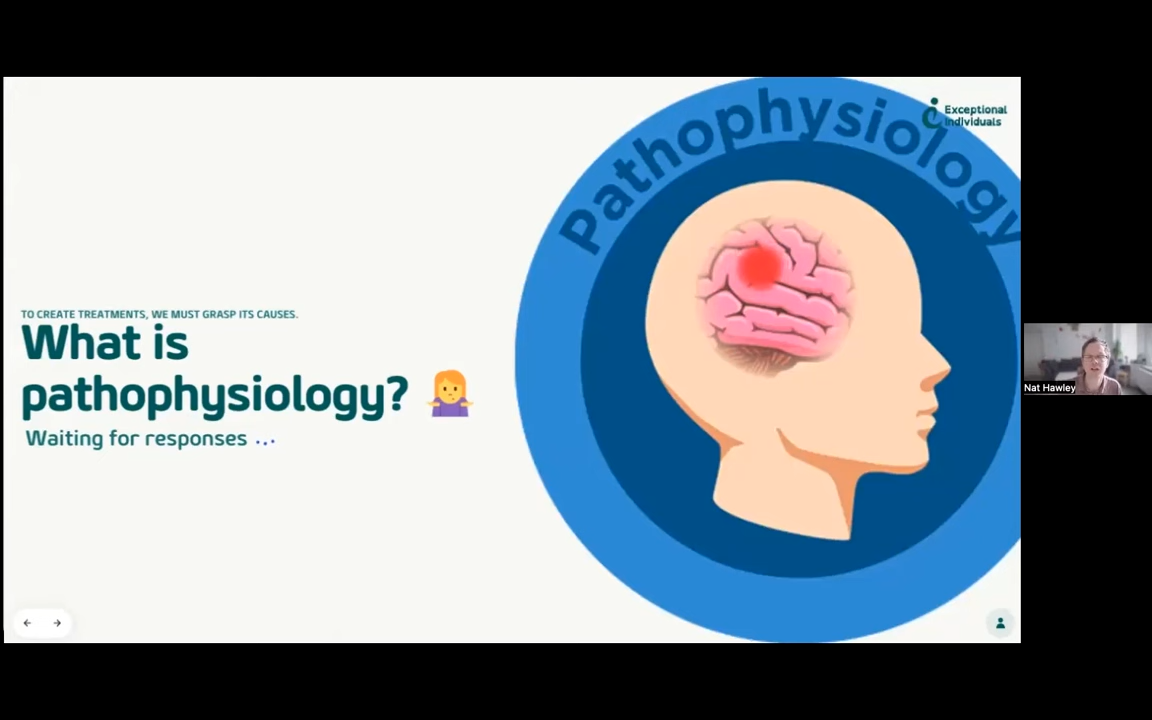 Pathophysiology
Exceptional
Individuals
TO CREATE TREATMENTS, WE MUST GRASP ITS CAUSES.
What is
pathophysiology?
Waiting for responses ...
Nat Hawley